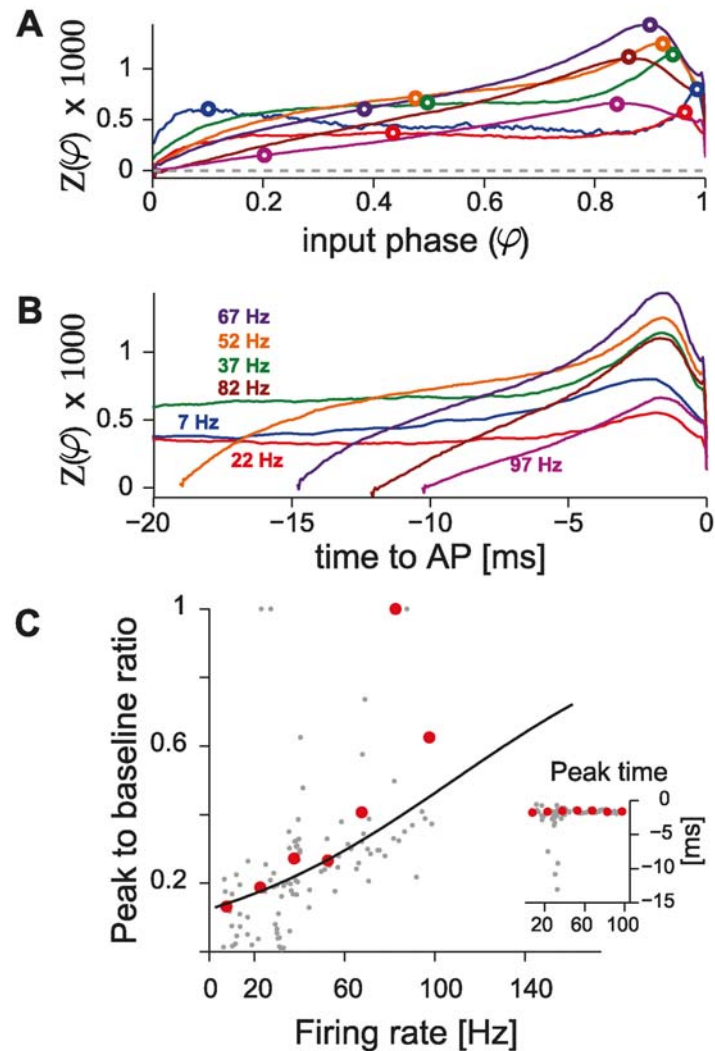 A
Z(φ) x 1000
1
0.5
0
0 0.2 0.4 0.6 0.8 1
input phase (φ)
B
Z(φ) x 1000
1
0.5
0
67 Hz
52 Hz
37 Hz
82 Hz
7 Hz
22 Hz
97 Hz
−20 −15 −10 −5 0
time to AP [ms]
C
Peak to baseline ratio
1
0.6
0.2
0 20 60 100 140
Firing rate [Hz]
Peak time
0
−5
−10
−15
[ms]
20 60 100